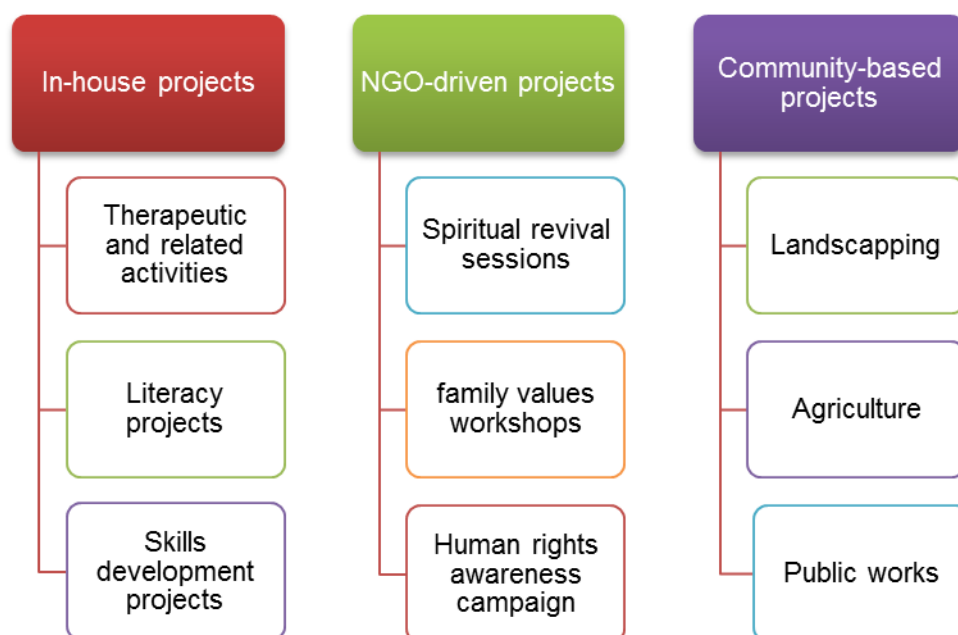 In-house projects
Therapeutic
and related
activities
Literacy
projects
Skills
development
projects
NGO-driven projects
Spiritual revival
sessions
family values
workshops
Human rights
awareness
campaign
Community-based
projects
Landscapping
Agriculture
Public works